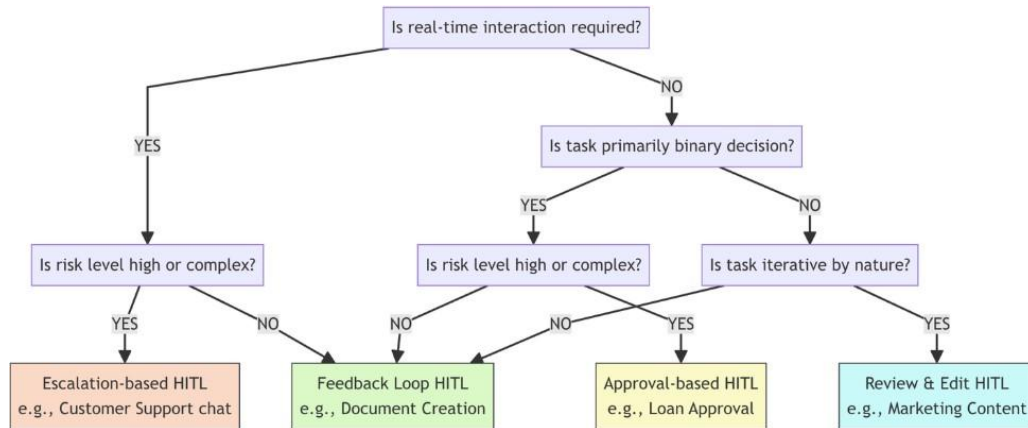 Is real-time interaction required?
NO
YES
Is task primarily binary decision?
YES
NO
Is risk level high or complex?
Is risk level high or complex?
Is task iterative by nature?
YES
NO
NO
YES
NO
YES
Escalation-based HITL
e.g., Customer Support chat
Feedback Loop HITL
e.g., Document Creation
Approval-based HITL
e.g., Loan Approval
Review & Edit HITL
e.g., Marketing Content